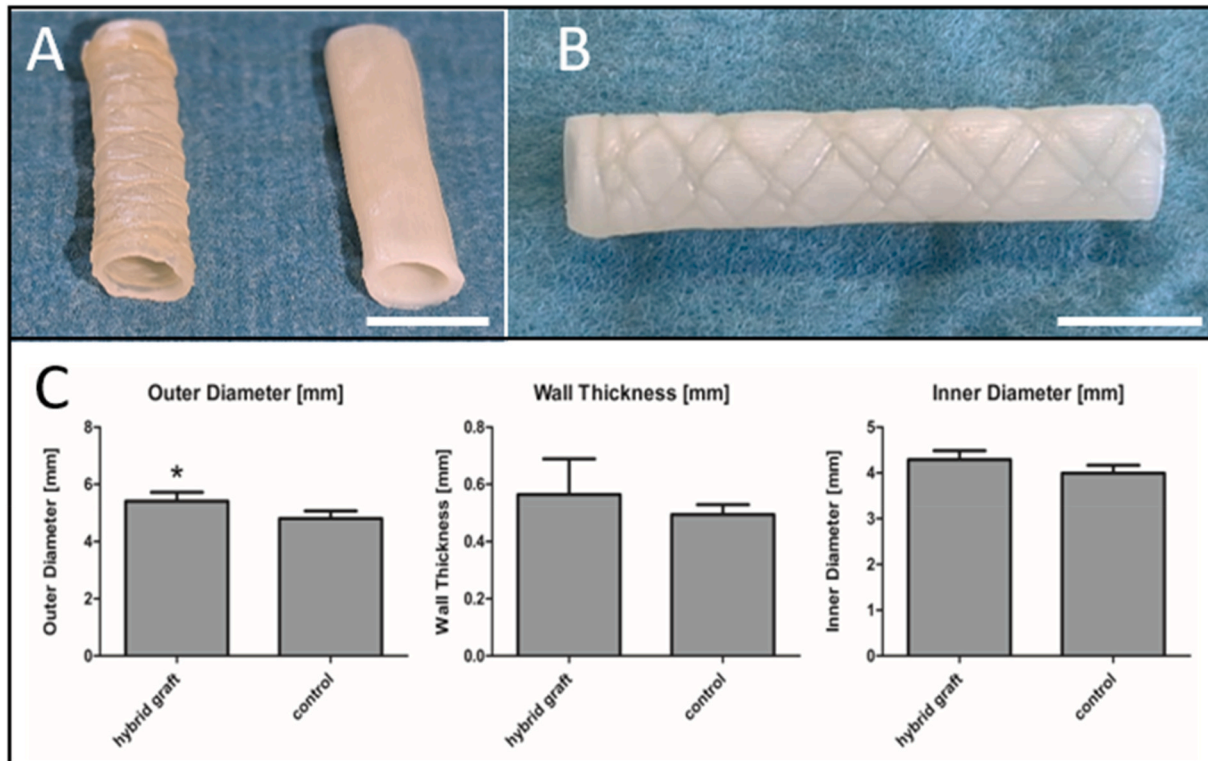 A
B
C
Outer Diameter [mm]
Outer Diameter [mm]
8
6
4
2
0
*
hybrid graft
control
Wall Thickness [mm]
Wall Thickness [mm]
0.8
0.6
0.4
0.2
0.0
hybrid graft
control
Inner Diameter [mm]
Inner Diameter [mm]
5
4
3
2
1
0
hybrid graft
control